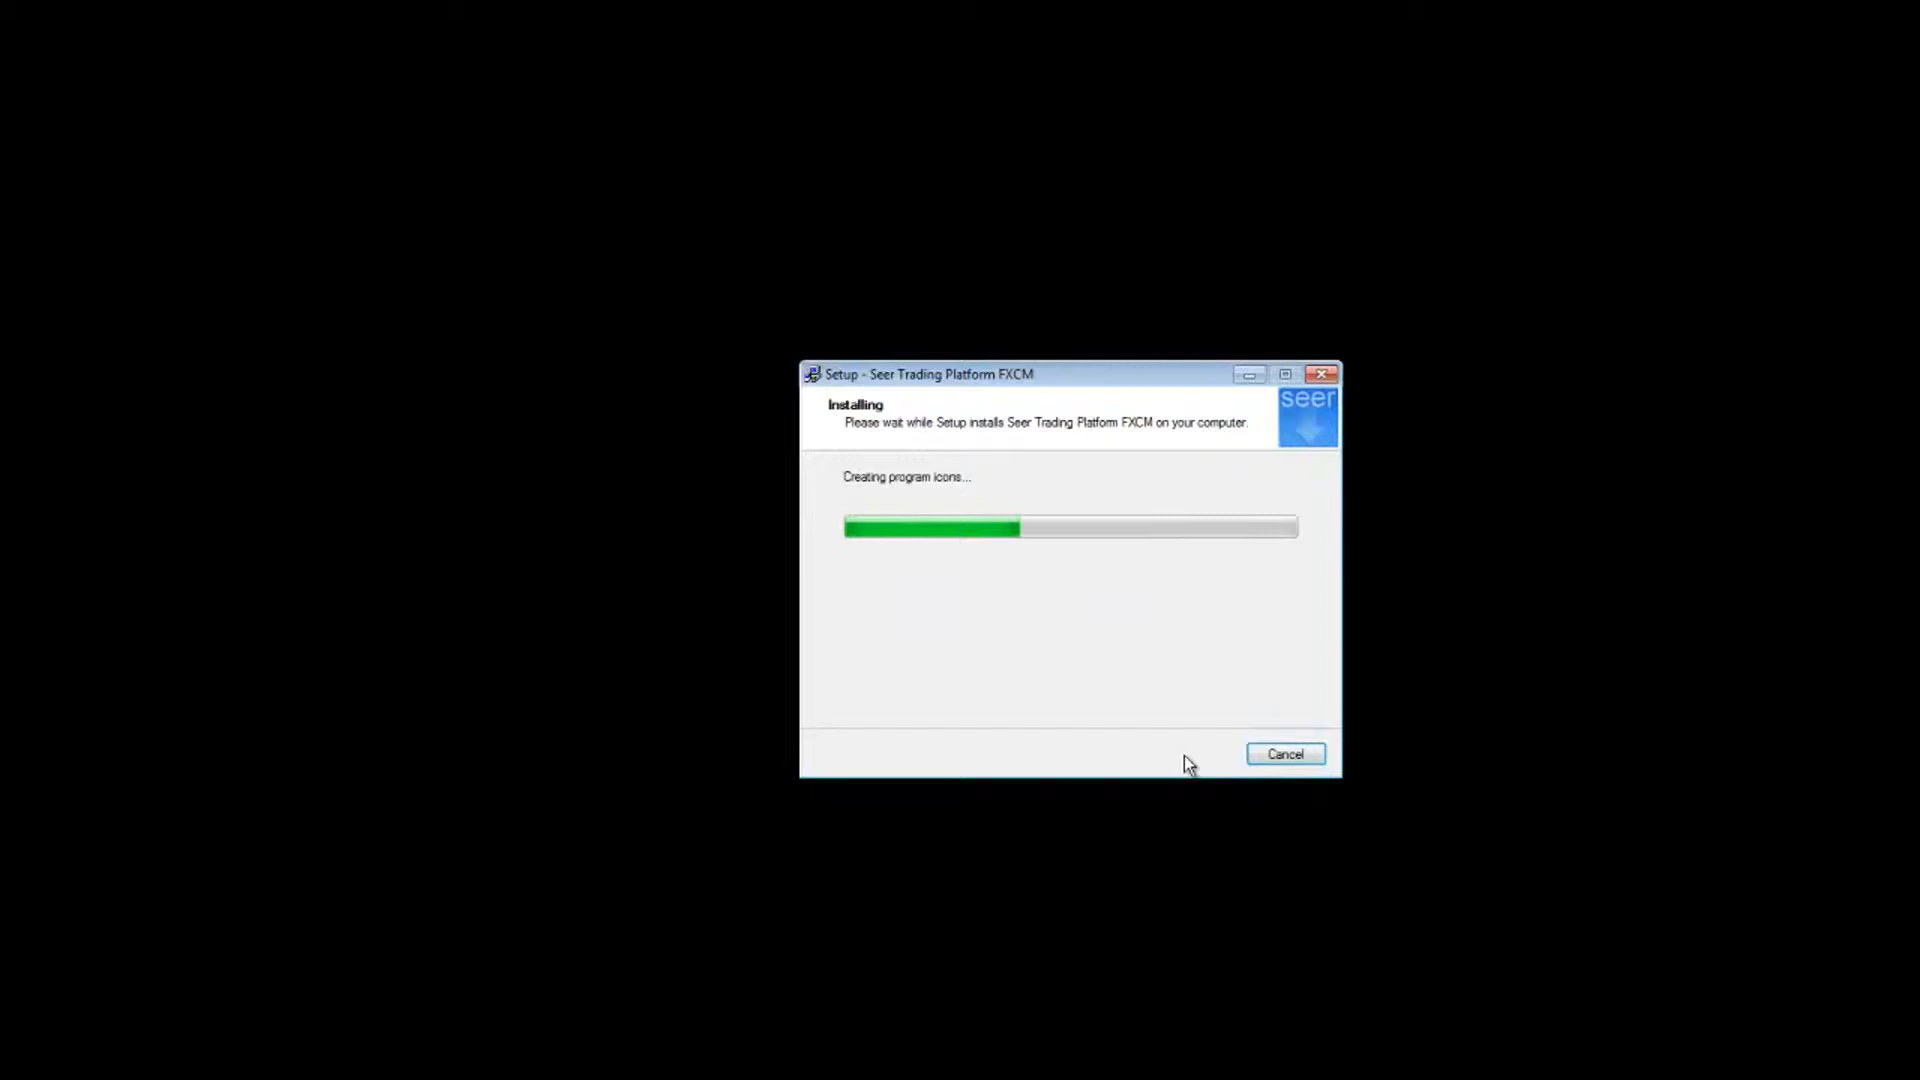 Setup - Seer Trading Platform FXCM
Installing
Please wait while Setup installs Seer Trading Platform FXCM on your computer.
seer
Creating program icons...
Cancel